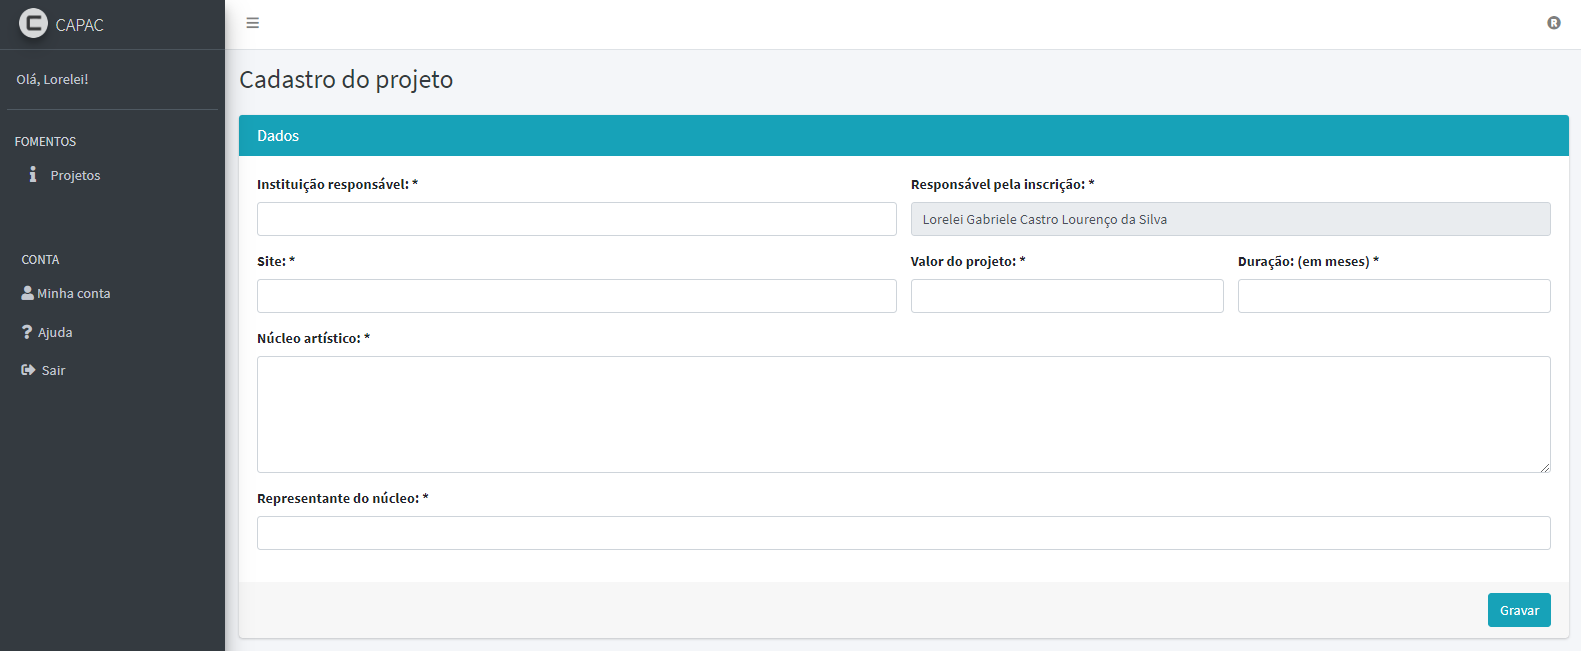 CAPAC
Olá, Lorelei!
FOMENTOS
Projetos
CONTA
Minha conta
Ajuda
Sair
R
Cadastro do projeto
Dados
Instituição responsável: *
Responsável pela inscrição: *
Lorelei Gabriele Castro Lourenço da Silva
Site: *
Valor do projeto: *
Duração: (em meses) *
Núcleo artístico: *
Representante do núcleo: *
Gravar